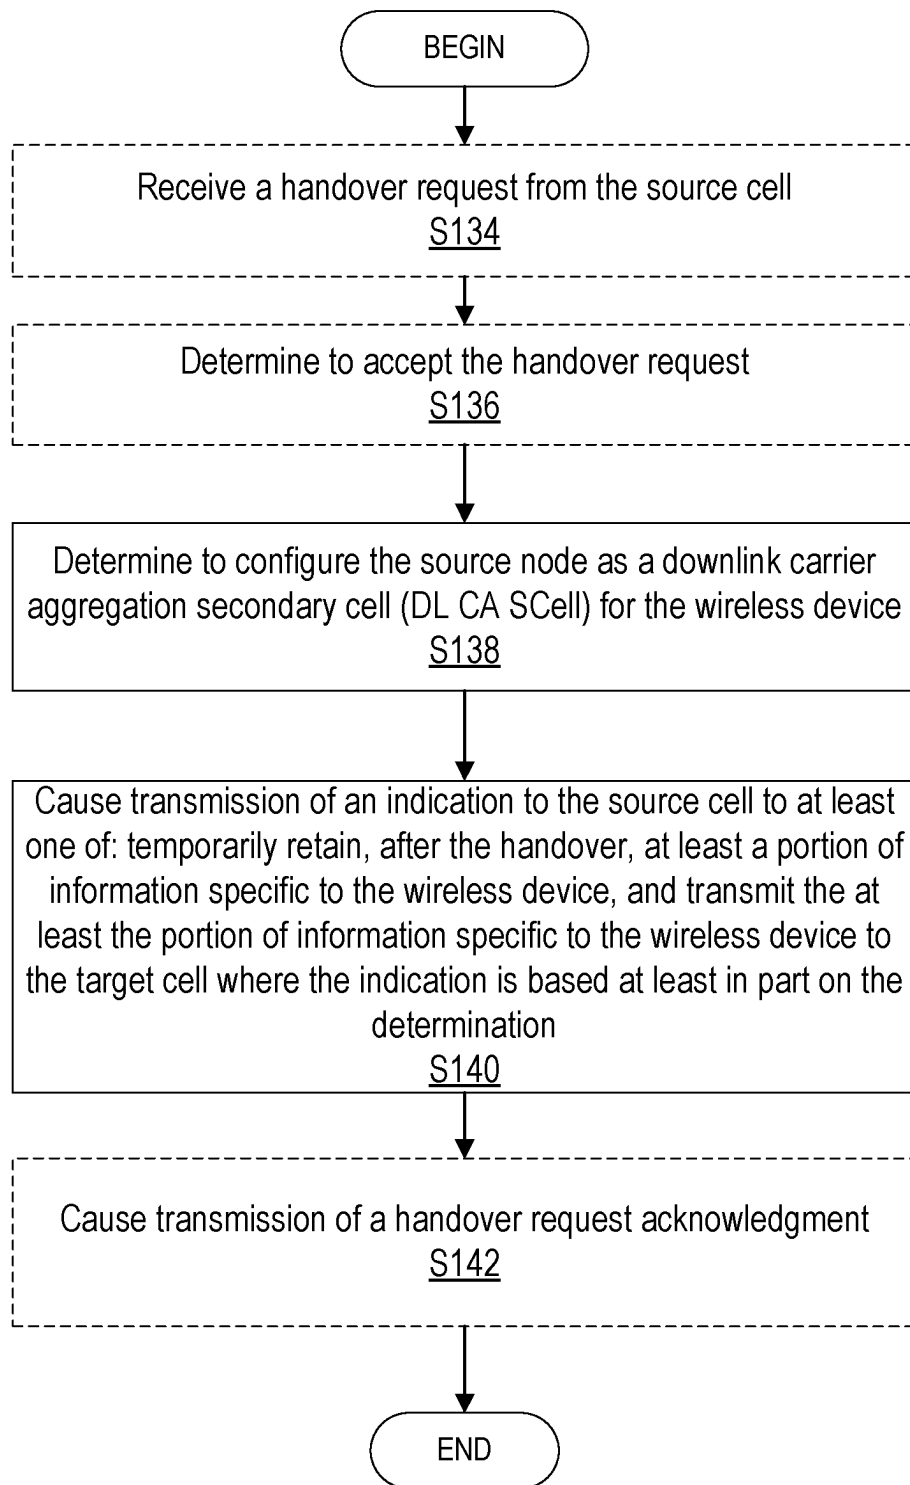 BEGIN
Receive a handover request from the source cell
S134
Determine to accept the handover request
S136
Determine to configure the source node as a downlink carrier
aggregation secondary cell (DL CA SCell) for the wireless device
S138
Cause transmission of an indication to the source cell to at least
one of: temporarily retain, after the handover, at least a portion of
information specific to the wireless device, and transmit the at
least the portion of information specific to the wireless device to
the target cell where the indication is based at least in part on the
determination
S140
Cause transmission of a handover request acknowledgment
S142
END